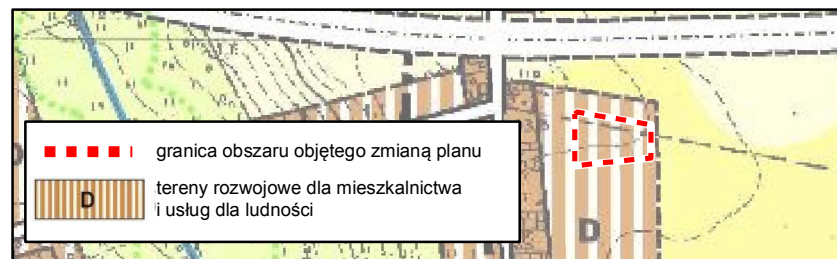 granica obszaru objętego zmianą planu
D
tereny rozwojowe dla mieszkalnictwa
i usług dla ludności
D